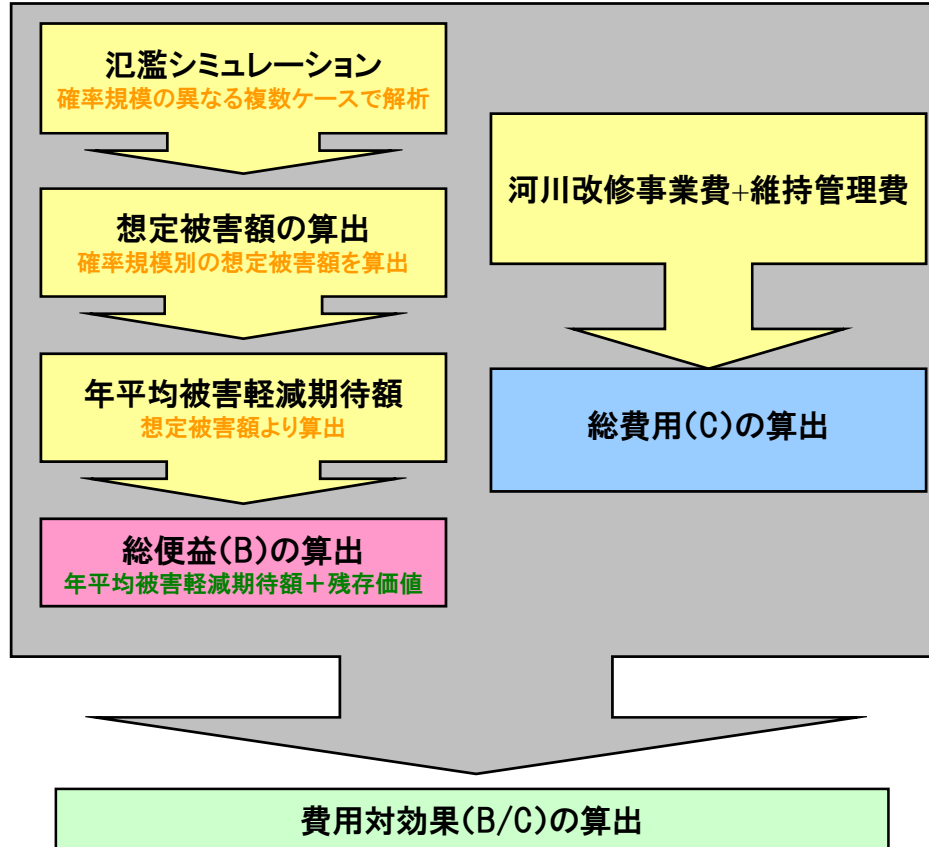 氾濫シミュレーション
確率規模の異なる複数ケースで解析
想定被害額の算出
確率規模別の想定被害額を算出
年平均被害軽減期待額
想定被害額より算出
総便益(B)の算出
年平均被害軽減期待額＋残存価値
河川改修事業費+維持管理費
総費用(C)の算出
費用対効果(B/C)の算出